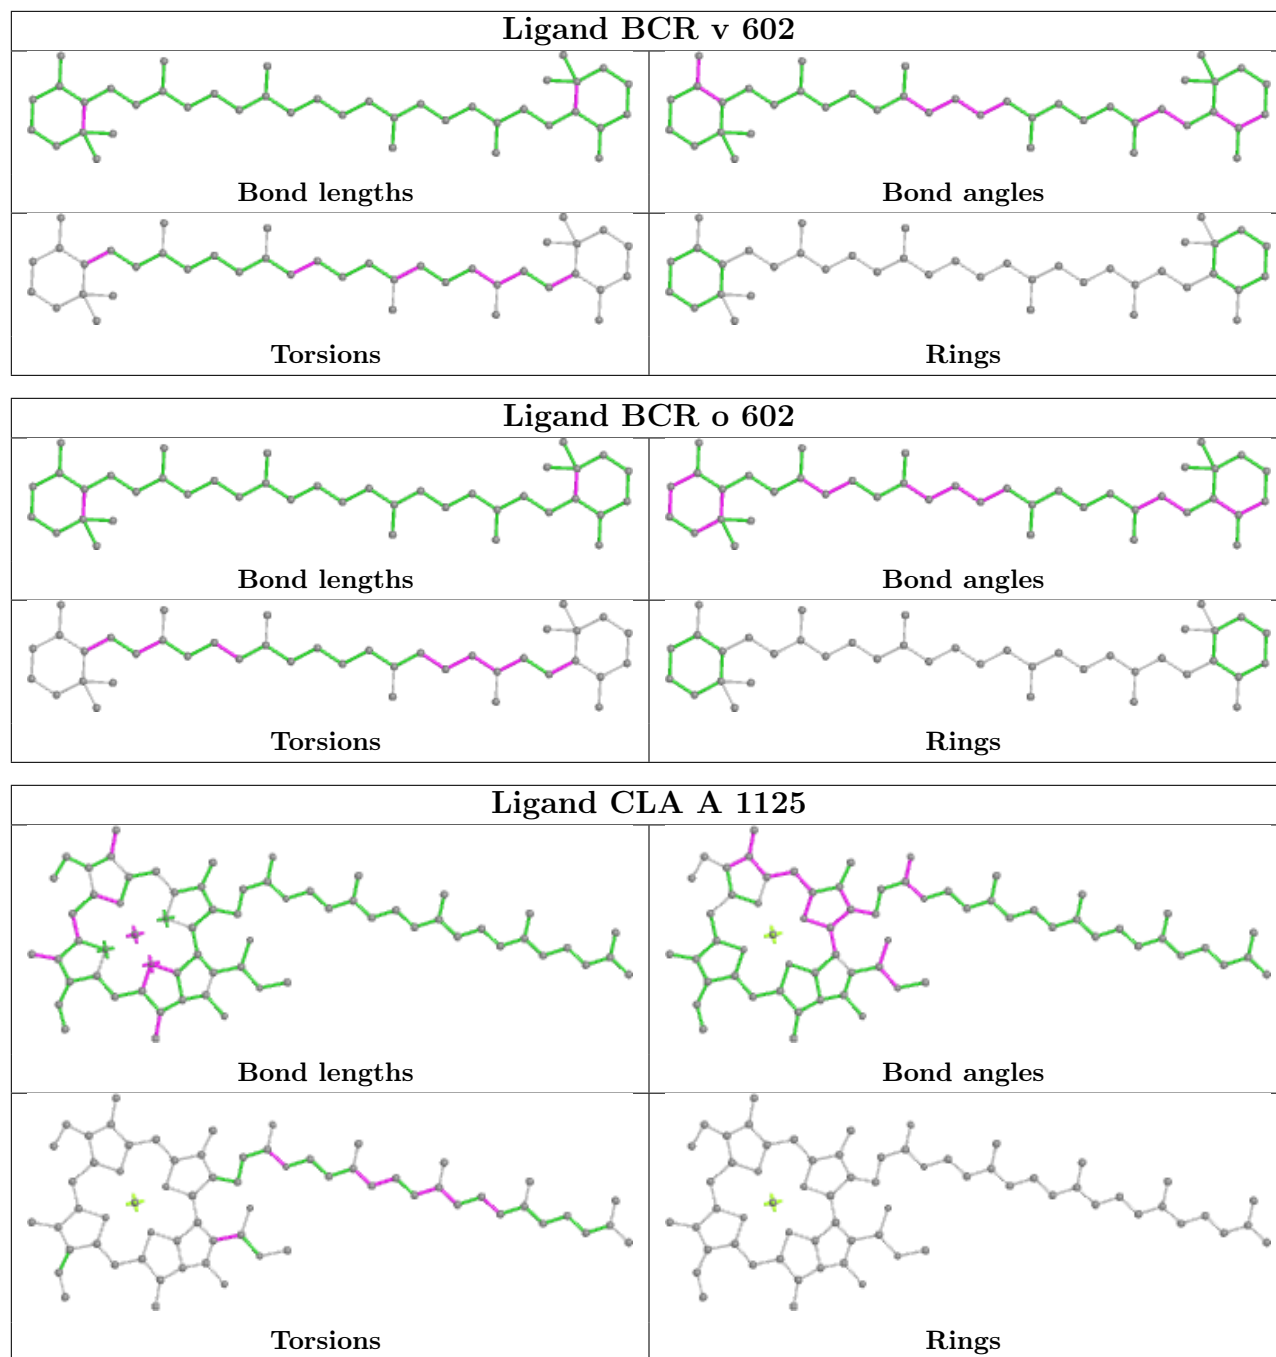 Ligand BCR v 602
Bond lengths
Bond angles
Torsions
Rings
Ligand BCR o 602
Bond lengths
Bond angles
Torsions
Rings
Ligand CLA A 1125
Bond lengths
Bond angles
Torsions
Rings